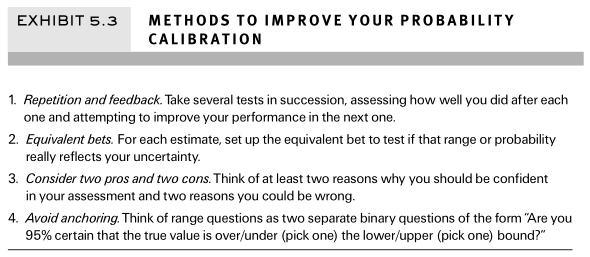 EXHIBIT 5.3
METHODS TO IMPROVE YOUR PROBABILITY
CALIBRATION
1. Repetition and feedback. Take several tests in succession, assessing how well you did after each
one and attempting to improve your performance in the next one.
2. Equivalent bets. For each estimate, set up the equivalent bet to test if that range or probability
really reflects your uncertainty.
3. Consider two pros and two cons. Think of at least two reasons why you should be confident
in your assessment and two reasons you could be wrong.
4. Avoid anchoring. Think of range questions as two separate binary questions of the form “Are you
95% certain that the true value is over/under (pick one) the lower/upper (pick one) bound?”